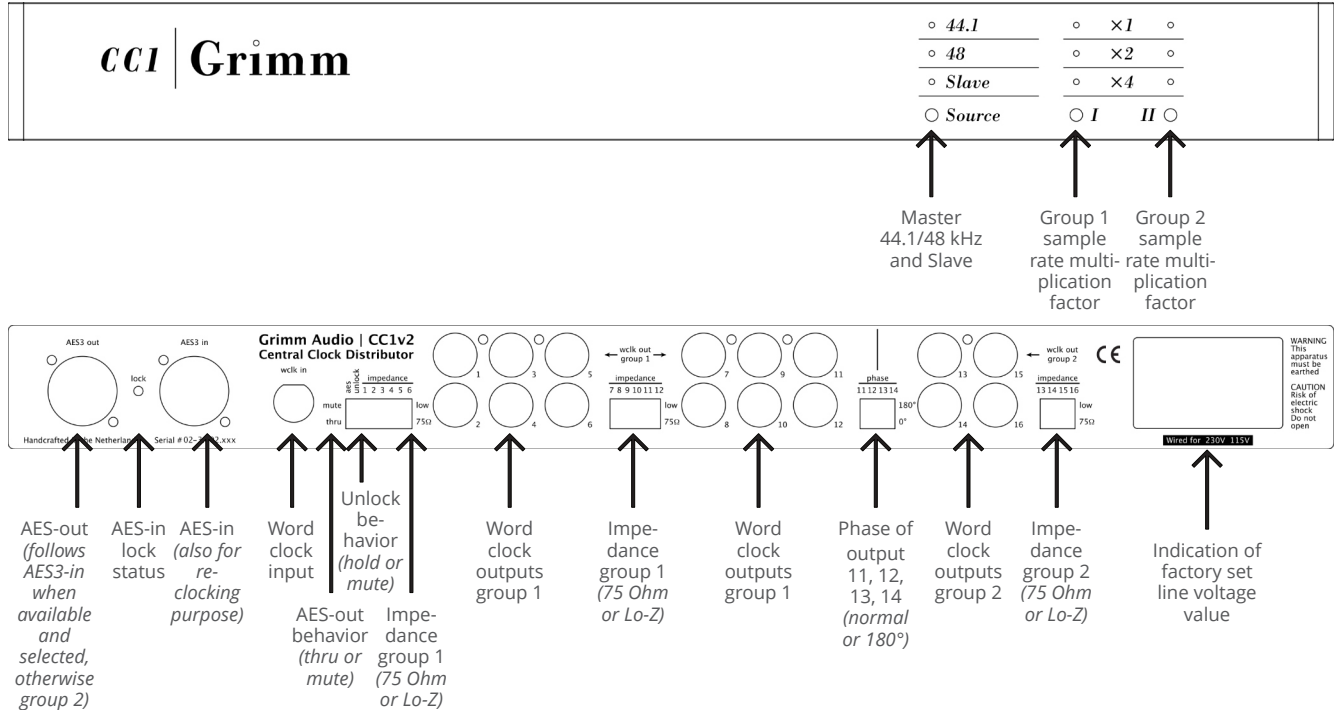 CC1 Grimm
44.1
48
Slave
Source
×1
×2
×4
I II
Master
44.1/48 kHz
and Slave
Group 1
sample
rate multi-
plication
factor
Group 2
sample
rate multi-
plication
factor
AES3 out
lock
AES3 in
Handcrafted the Netherlan
Serial #02-3
02.xxx
Grimm Audio | CC1v2
Central Clock Distributor
wclk in
aes
unlock
impedance
S 1 2 3 4 5 6
mute
thru
low
75Ω
1
3
5
2
4
6
wclk out
group 1
impedance
7 8 9 10 11 12
low
75Ω
7
9
11
8
10
12
phase
11 12 13 14
180°
0°
13
15
14
16
wclk out
group 2
impedance
13 14 15 16
low
75Ω
CE
Wired for 230V 115V
WARNING
This
apparatus
must be
earthed
CAUTION
Risk of
electric
shock
Do not
open
AES-out
(follows
AES3-in
when
available
and
selected,
otherwise
group 2)
AES-in
lock
status
AES-in
(also for
re-
clocking
purpose)
Word
clock
input
AES-out
behavior
(thru or
mute)
Unlock
be-
havior
(hold or
mute)
Impe-
dance
group 1
(75 Ohm
or Lo-Z)
Word
clock
outputs
group 1
Impe-
dance
group 1
(75 Ohm
or Lo-Z)
Word
clock
outputs
group 1
Phase of
output
11, 12,
13, 14
(normal
or 180°)
Word
clock
outputs
group 2
Impe-
dance
group 2
(75 Ohm
or Lo-Z)
Indication of
factory set
line voltage
value